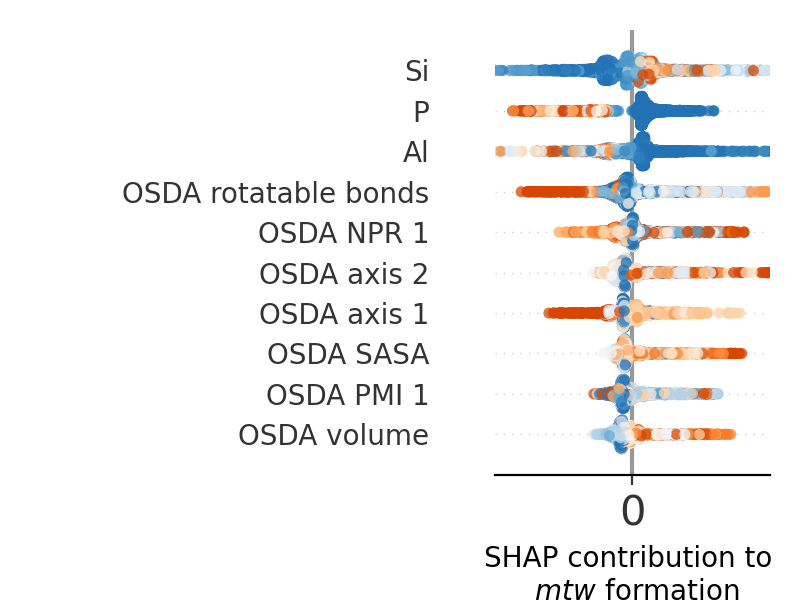 Si
P
Al
OSDA rotatable bonds
OSDA NPR 1
OSDA axis 2
OSDA axis 1
OSDA SASA
OSDA PMI 1
OSDA volume
0
SHAP contribution to
mtw formation